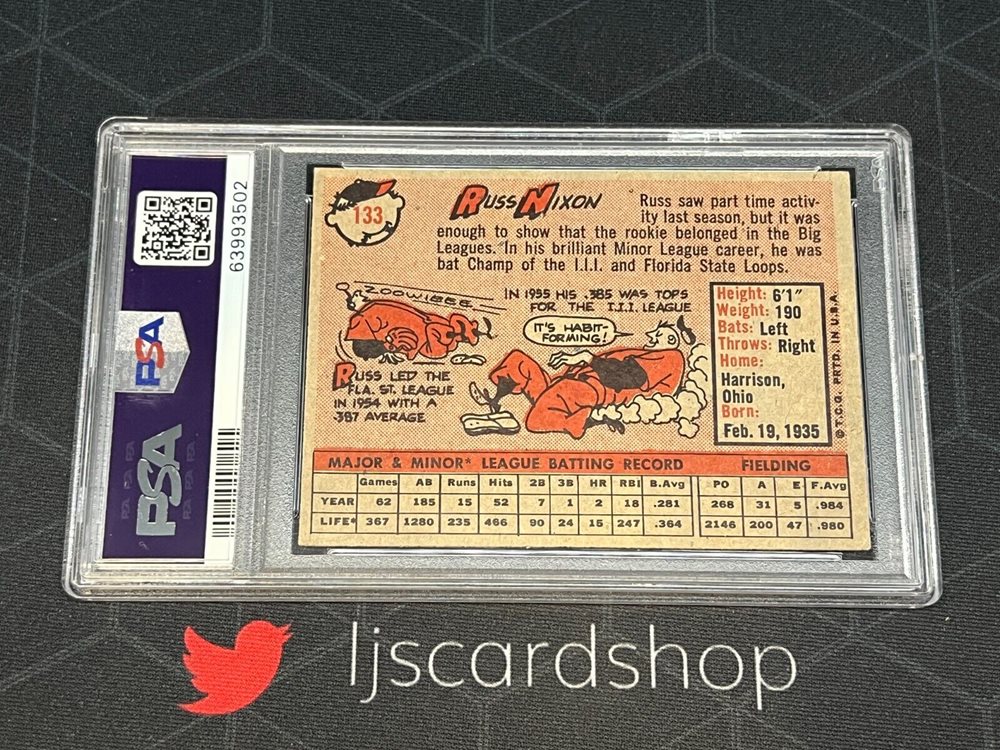 63993502
PSA
PSA
133
RUSS NIXON
Russ saw part time activ-
ity last season, but it was
enough to show that the rookie belonged in the Big
Leagues. In his brilliant Minor League career, he was
bat Champ of the I.I.I. and Florida State Loops.
ZOOWIEEE
IN 1955 HIS .385 WAS TOPS
FOR THE I.I.I. LEAGUE
IT'S HABIT-
FORMING!
RUSS LED THE
FLA. ST. LEAGUE
IN 1954 WITH A
.387 AVERAGE
Height: 6'1"
Weight: 190
Bats: Left
Throws: Right
Home:
Harrison,
Ohio
Born:
Feb. 19, 1935
© T.C.G. PRTD. IN U.S.A.
MAJOR & MINOR* LEAGUE BATTING RECORD FIELDING
Games AB Runs Hits 2B 3B HR RBI B.Avg PO A E F.Avg
YEAR 62 185 15 52 7 1 2 18 .281 268 31 5 .984
LIFE* 367 1280 235 466 90 24 15 247 .364 2146 200 47 .980
ljscardshop